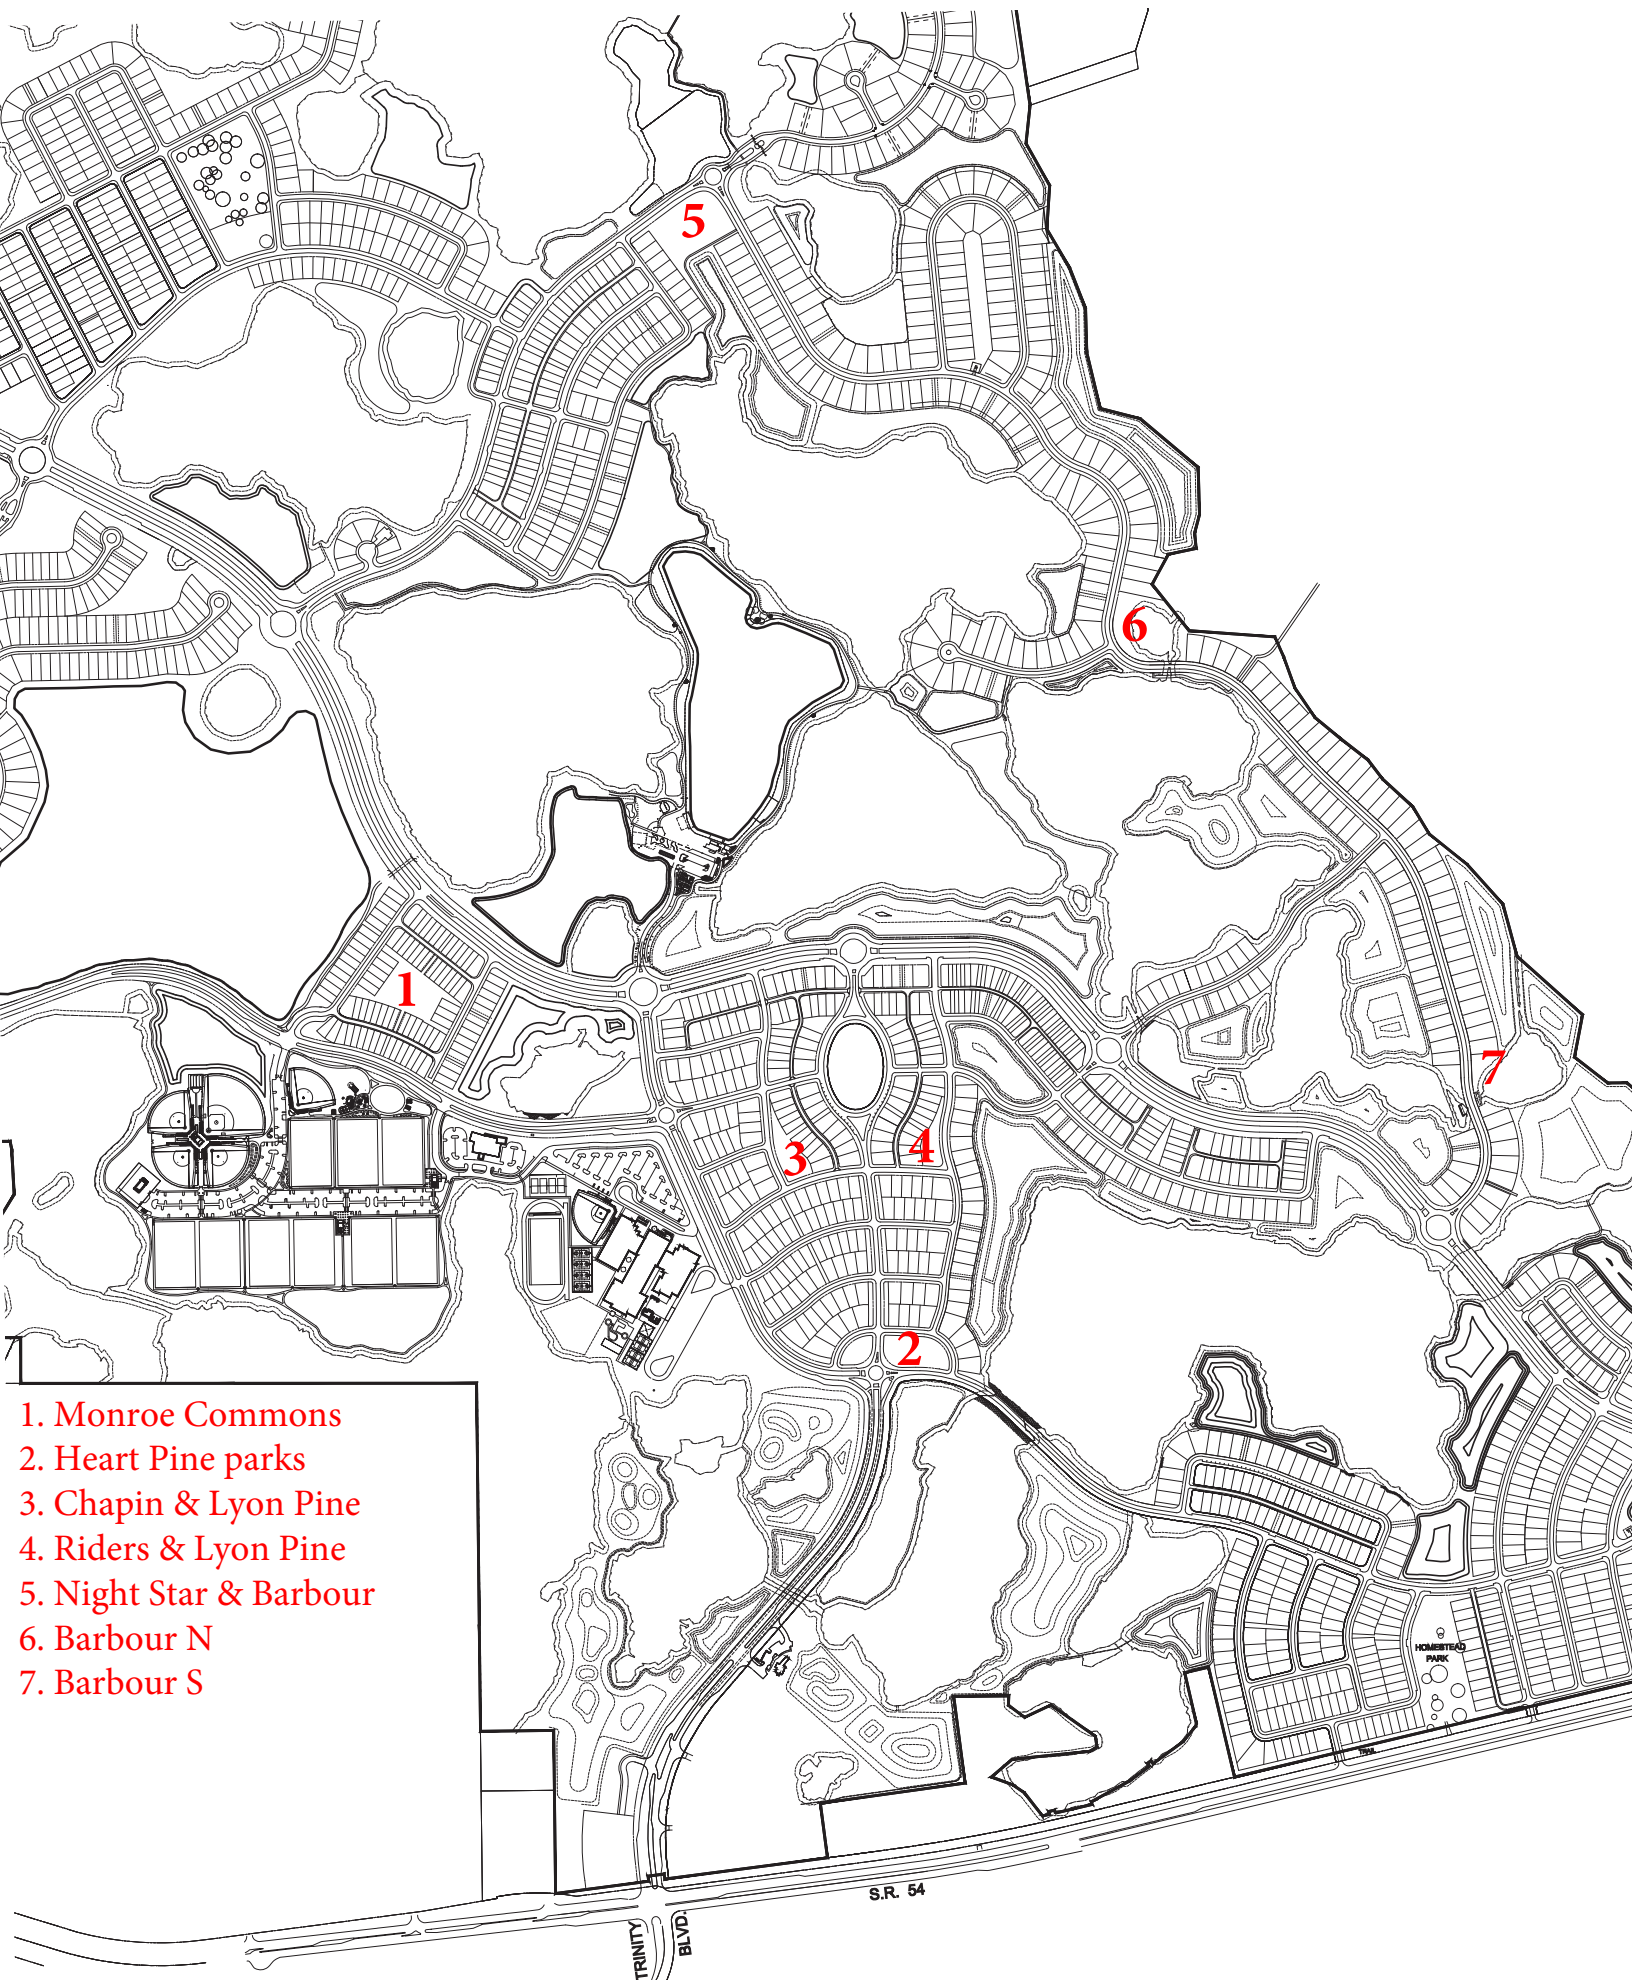 5
6
1
7
3
4
2
1. Monroe Commons
2. Heart Pine parks
3. Chapin & Lyon Pine
4. Riders & Lyon Pine
5. Night Star & Barbour
6. Barbour N
7. Barbour S
HOMESTEAD
PARK
TRAIL
S.R. 54
TRINITY
BLVD.